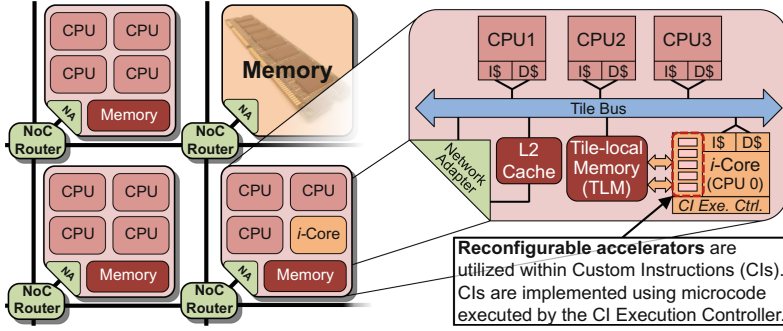 CPU CPU
CPU CPU
NA Memory
NoC
Router
Memory
NA
NoC
Router
CPU CPU
CPU CPU
NA Memory
NoC
Router
CPU CPU
CPU i-Core
NA Memory
NoC
Router
CPU1 CPU2 CPU3
I$ D$ I$ D$ I$ D$
Tile Bus
Network
Adapter
L2
Cache
Tile-local
Memory
(TLM)
I$ D$
i-Core
(CPU 0)
CI Exe. Ctrl.
Reconfigurable accelerators are
utilized within Custom Instructions (CIs).
CIs are implemented using microcode
executed by the CI Execution Controller.